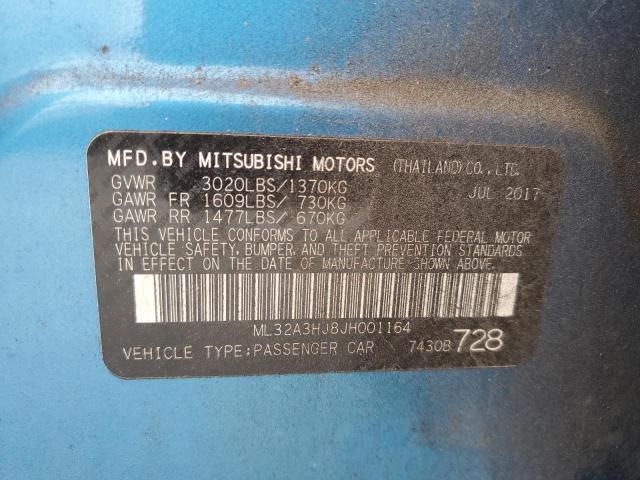 MFD.BY MITSUBISHI MOTORS (THAILAND) CO., LTD.
GVWR 3020LBS/1370KG JUL 2017
GAWR FR 1609LBS/ 730KG
GAWR RR 1477LBS/ 670KG
THIS VEHICLE CONFORMS TO ALL APPLICABLE FEDERAL MOTOR
VEHICLE SAFETY, BUMPER, AND THEFT PREVENTION STANDARDS
IN EFFECT ON THE DATE OF MANUFACTURE SHOWN ABOVE.
ML32A3HJ8JH001164
VEHICLE TYPE:PASSENGER CAR 7430B 728